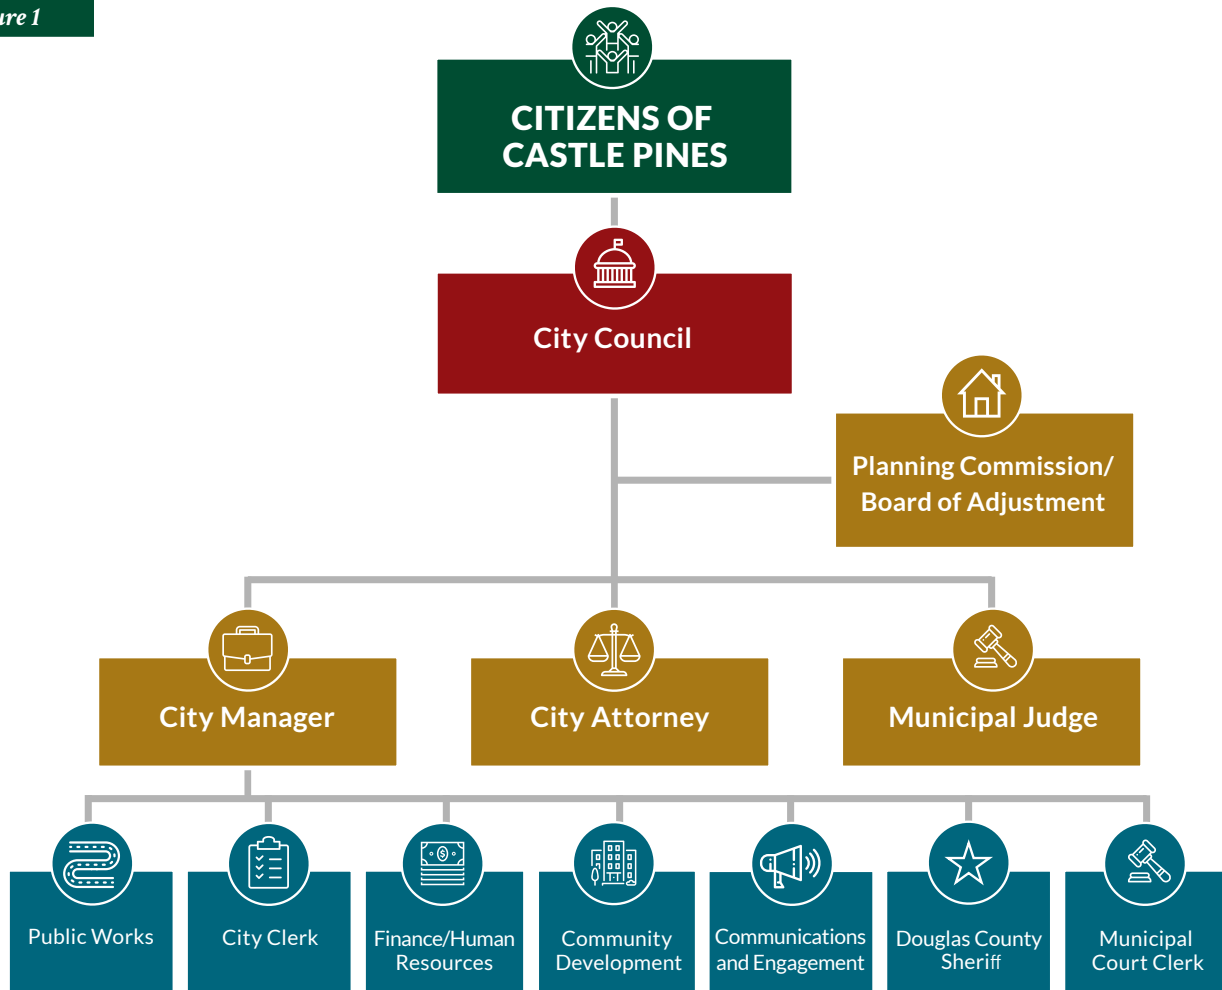 1
CITIZENS OF
CASTLE PINES
City Council
Planning Commission/
Board of Adjustment
City Manager
City Attorney
Municipal Judge
Public Works
City Clerk
Finance/Human
Resources
Community
Development
Communications
and Engagement
Douglas County
Sheriff
Municipal
Court Clerk